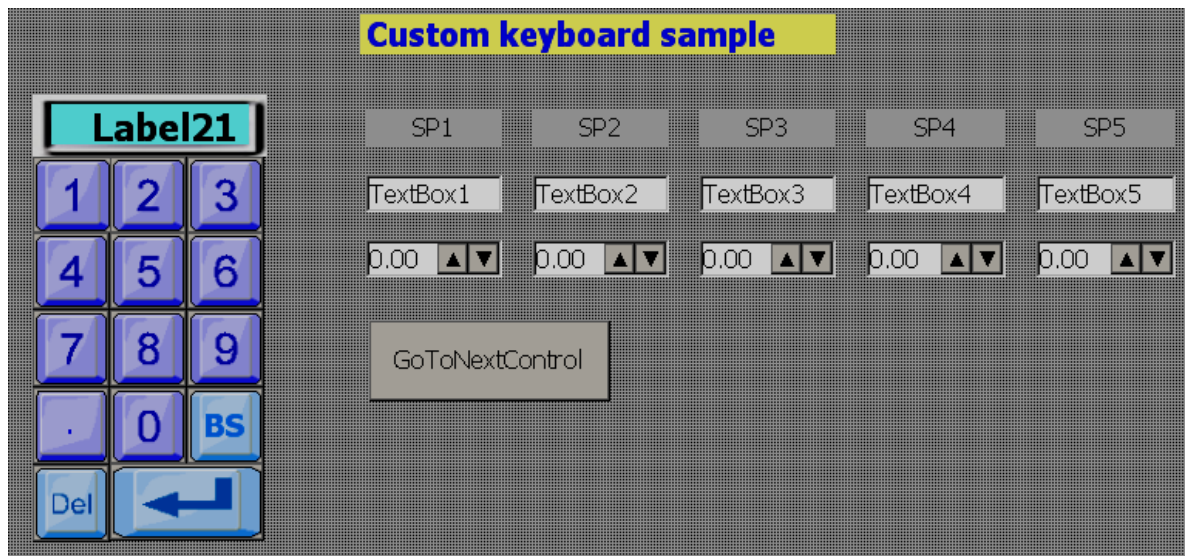 Custom keyboard sample
Label21
SP1 SP2 SP3 SP4 SP5
1 2 3
TextBox1 TextBox2 TextBox3 TextBox4 TextBox5
4 5 6
0.00 0.00 0.00 0.00 0.00
7 8 9
GoToNextControl
. 0 BS
Del